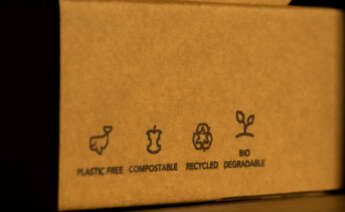 PLASTIC FREE COMPOSTABLE RECYCLED BIO
DEGRADABLE